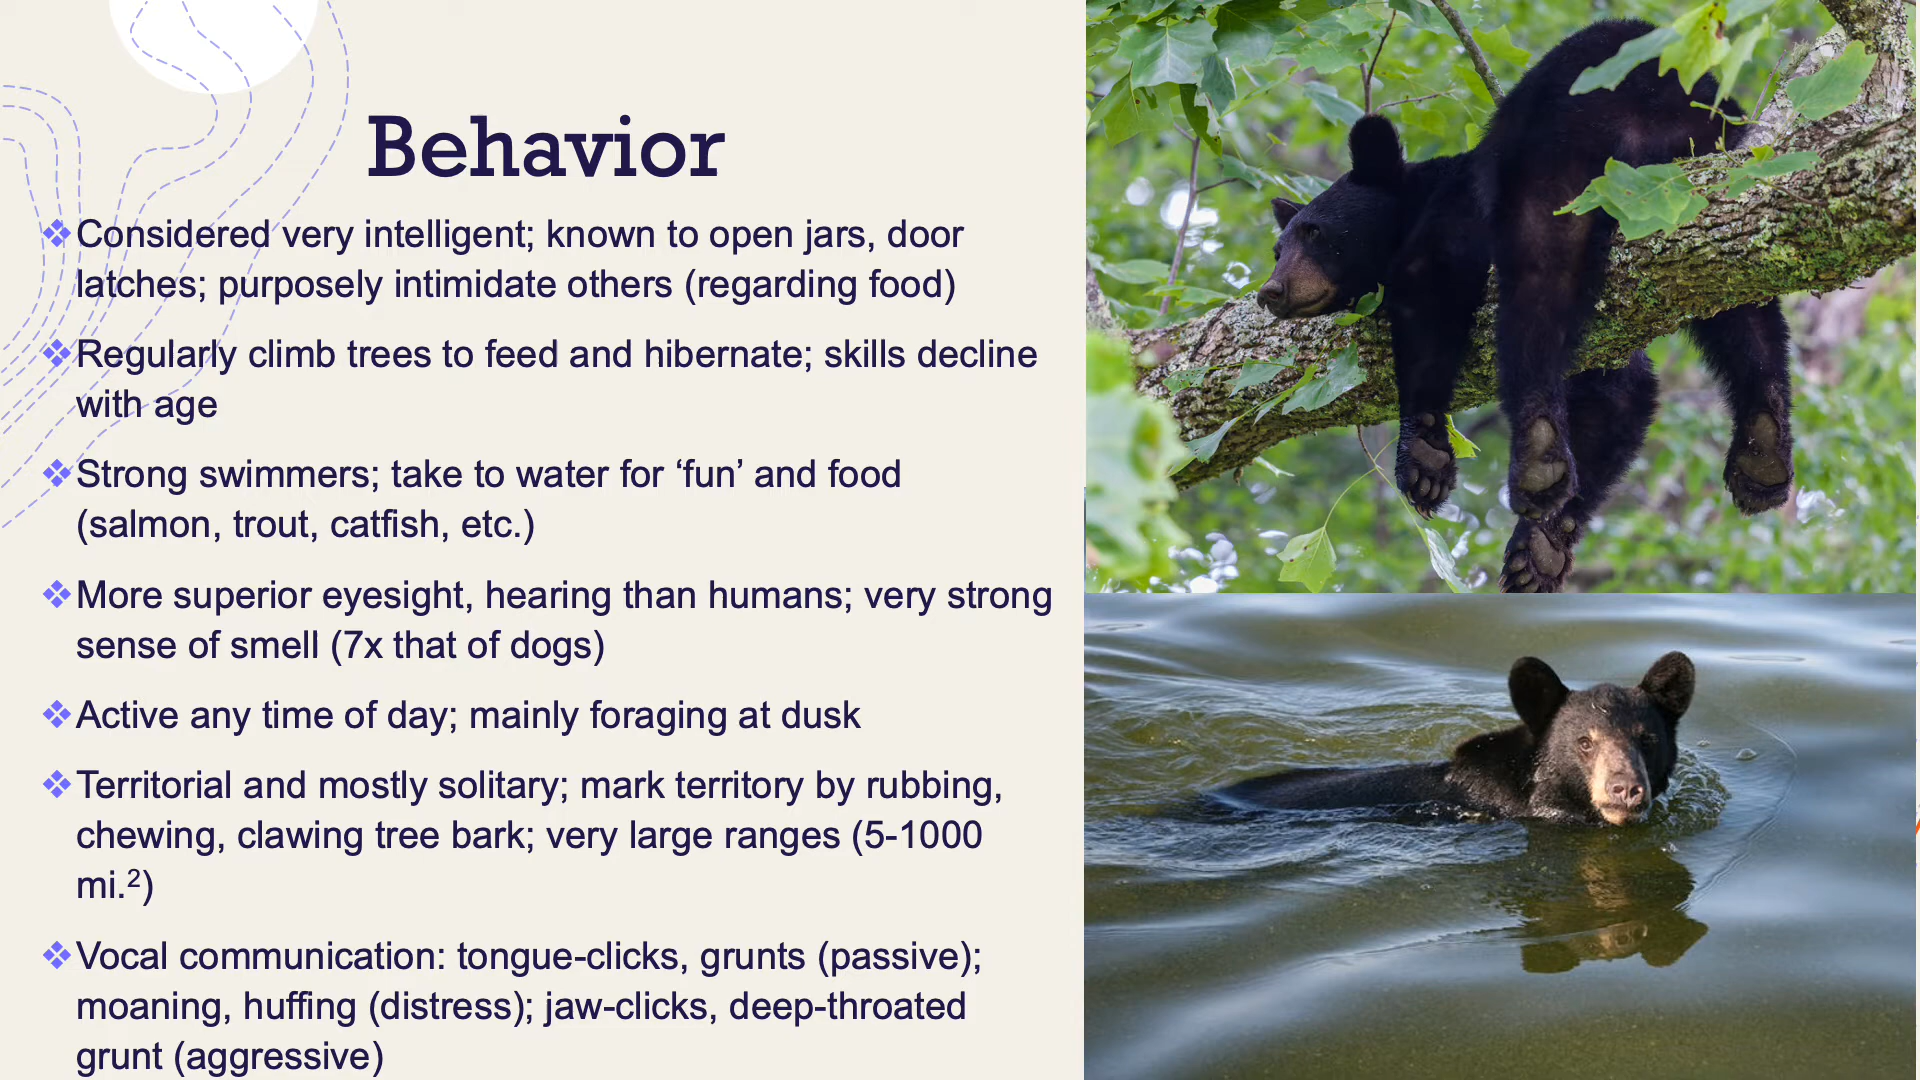 Behavior
❖Considered very intelligent; known to open jars, door
latches; purposely intimidate others (regarding food)
❖Regularly climb trees to feed and hibernate; skills decline
with age
❖Strong swimmers; take to water for ‘fun’ and food
(salmon, trout, catfish, etc.)
❖More superior eyesight, hearing than humans; very strong
sense of smell (7x that of dogs)
❖Active any time of day; mainly foraging at dusk
❖Territorial and mostly solitary; mark territory by rubbing,
chewing, clawing tree bark; very large ranges (5-1000
mi.²)
❖Vocal communication: tongue-clicks, grunts (passive);
moaning, huffing (distress); jaw-clicks, deep-throated
grunt (aggressive)